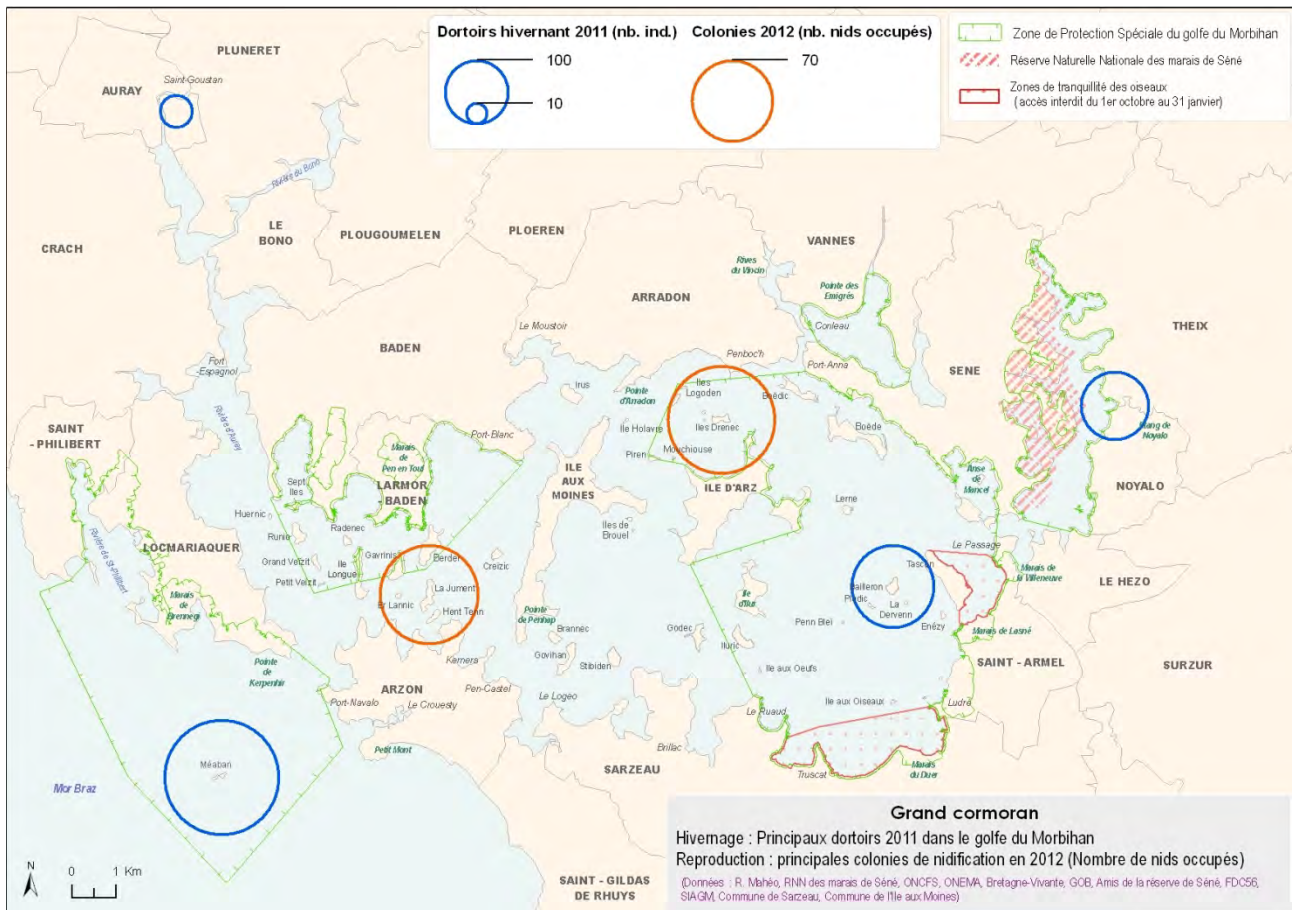 Dortoirs hivernant 2011 (nb. ind.)
100
10
Colonies 2012 (nb. nids occupés)
70
Zone de Protection Spéciale du golfe du Morbihan
Réserve Naturelle Nationale des marais de Séné
Zones de tranquillité des oiseaux
(accès interdit du 1er octobre au 31 janvier)
PLUNERET
Saint-Goustan
AURAY
Rivière du Bono
LE
BONO
PLOUGOUMELEN
PLOEREN
VANNES
CRACH
Rives
du Vincin
Pointe des
Emigrés
ARRADON
THEIX
Le Moustoir
Conleau
BADEN
Fort
-Espagnol
Penboc'h
Port-Anna
SENE
Irus
Pointe
d'Arradon
Iles
Logoden
Boëdic
Rivière d'Auray
SAINT
-PHILIBERT
Ile Holavre
Iles Drenec
Boëde
Etang de
Noyalo
Port-Blanc
Marais
de
Pen en Toul
Piren
Mouchiouse
ILE
AUX
MOINES
ILE D'ARZ
Anse
de
Mancel
NOYALO
Sept
Iles
LARMOR
-BADEN
Lerne
Huernic
Radenec
Iles de
Brouel
Runio
Le Passage
LOCMARIAQUER
Rivière de St-Philibert
Grand Veïzit
Gavrinis
Berder
Creïzic
Ile
Longue
Tascon
Marais de
la Villeneuve
LE HEZO
Petit Veïzit
La Jument
Bailleron
Marais
de
Brennegi
Er Lannic
Hent Tenn
Pointe
de Penhap
Ile
d'Ilur
Pladic
La
Dervenn
Brannec
Godec
Penn Bleï
Enézy
Marais de Lasné
Iluric
Pointe
de
Kerpenhir
Kernera
Govihan
Stibiden
Ile aux Oeufs
SAINT - ARMEL
SURZUR
ARZON
Pen-Castel
Port-Navalo
Le Crouesty
Le Logeo
Ile aux Oiseaux
Ludré
Le Ruaud
Petit Mont
Brillac
Méaban
SARZEAU
Truscat
Marais
du Duer
Mor Braz
Grand cormoran
Hivernage : Principaux dortoirs 2011 dans le golfe du Morbihan
Reproduction : principales colonies de nidification en 2012 (Nombre de nids occupés)
(Données : R. Mahéo, RNN des marais de Séné, ONCFS, ONEMA, Bretagne-Vivante, GOB, Amis de la réserve de Séné, FDC56,
SIAGM, Commune de Sarzeau, Commune de l'Ile aux Moines)
N
0 1 Km
SAINT - GILDAS
DE RHUYS